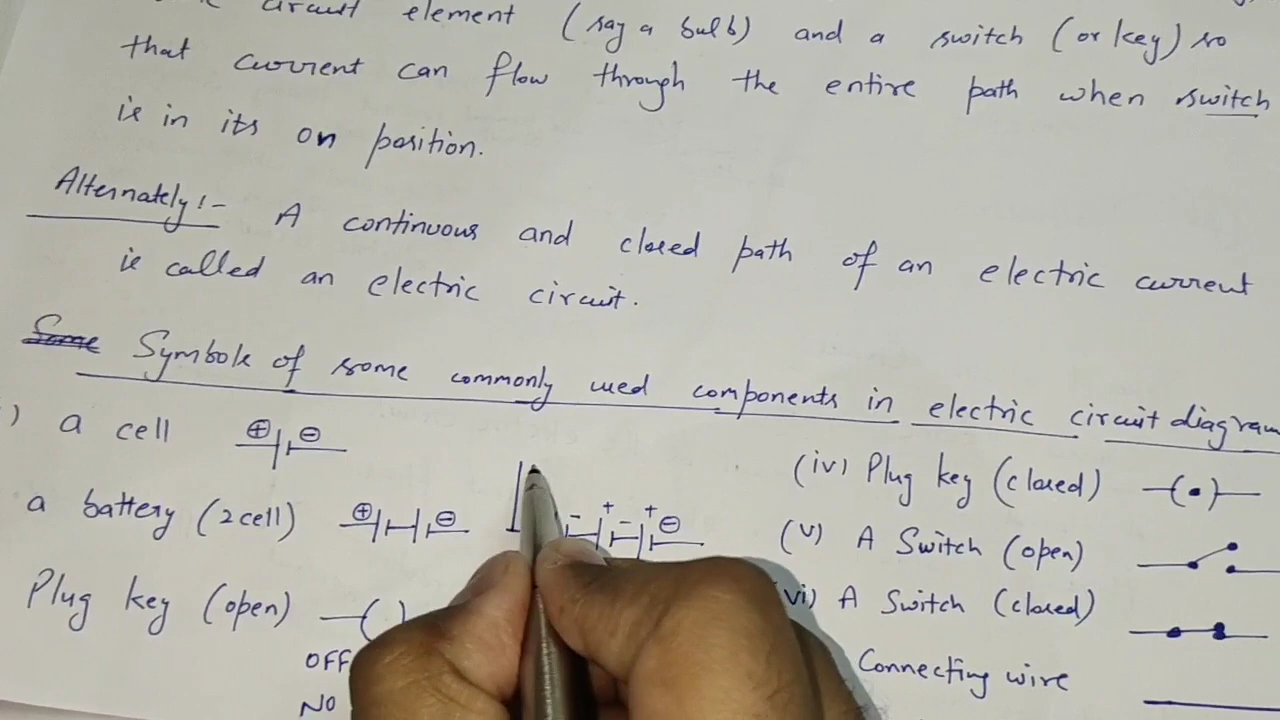 circuit element (say a bulb) and a switch (or key) so
that current can flow through the entire path when switch
is in its on position.
Alternately:- A continuous and closed path of an electric current
is called an electric circuit.
Some Symbols of some commonly used components in electric circuit diagram
) a cell ⊕ ⊖
a battery (2cell) ⊕ ⊖ - + - + ⊖
Plug key (open) -( )
OFF
NO
(iv) Plug key (closed) -(•)-
(v) A Switch (open)
vi) A Switch (closed)
Connecting wire